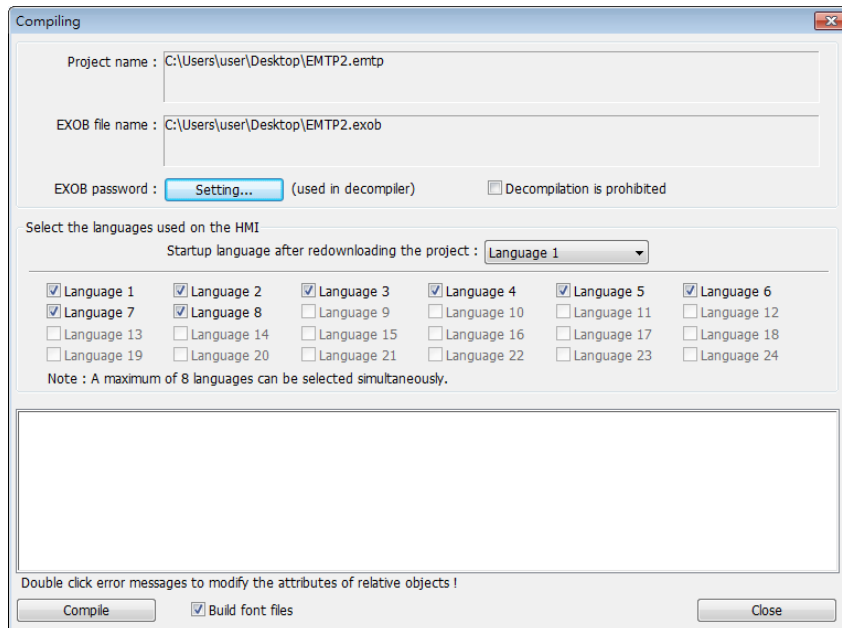 Compiling
Project name : C:\Users\user\Desktop\EMTP2.emtp
EXOB file name : C:\Users\user\Desktop\EMTP2.exob
EXOB password : Setting... (used in decompiler) Decompilation is prohibited
Select the languages used on the HMI
Startup language after redownloading the project : Language 1
Language 1 Language 2 Language 3 Language 4 Language 5 Language 6
Language 7 Language 8 Language 9 Language 10 Language 11 Language 12
Language 13 Language 14 Language 15 Language 16 Language 17 Language 18
Language 19 Language 20 Language 21 Language 22 Language 23 Language 24
Note : A maximum of 8 languages can be selected simultaneously.
Double click error messages to modify the attributes of relative objects !
Compile Build font files Close